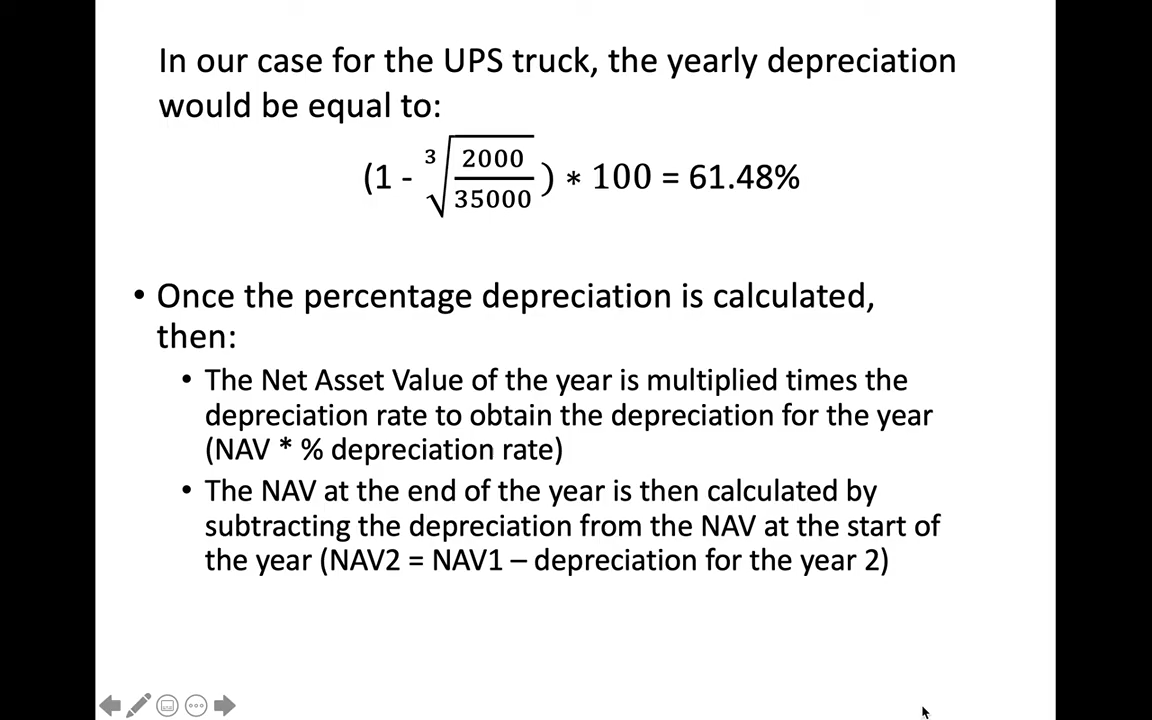 In our case for the UPS truck, the yearly depreciation
would be equal to:
(1 - ∛(2000/35000)) * 100 = 61.48%
• Once the percentage depreciation is calculated,
then:
• The Net Asset Value of the year is multiplied times the
depreciation rate to obtain the depreciation for the year
(NAV * % depreciation rate)
• The NAV at the end of the year is then calculated by
subtracting the depreciation from the NAV at the start of
the year (NAV2 = NAV1 – depreciation for the year 2)